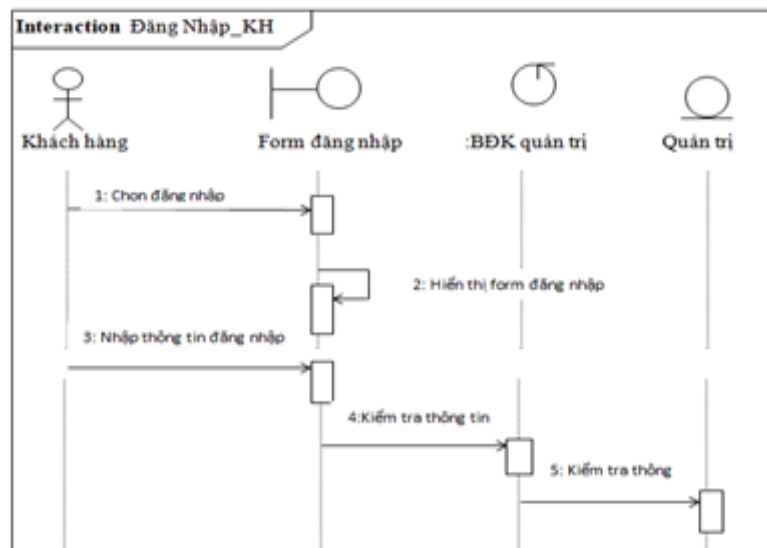 Interaction Đăng Nhập_KH
Khách hàng
Form đăng nhập
:BĐK quản trị
Quản trị
1: Chọn đăng nhập
2: Hiển thị form đăng nhập
3: Nhập thông tin đăng nhập
4:Kiểm tra thông tin
5: Kiểm tra thông